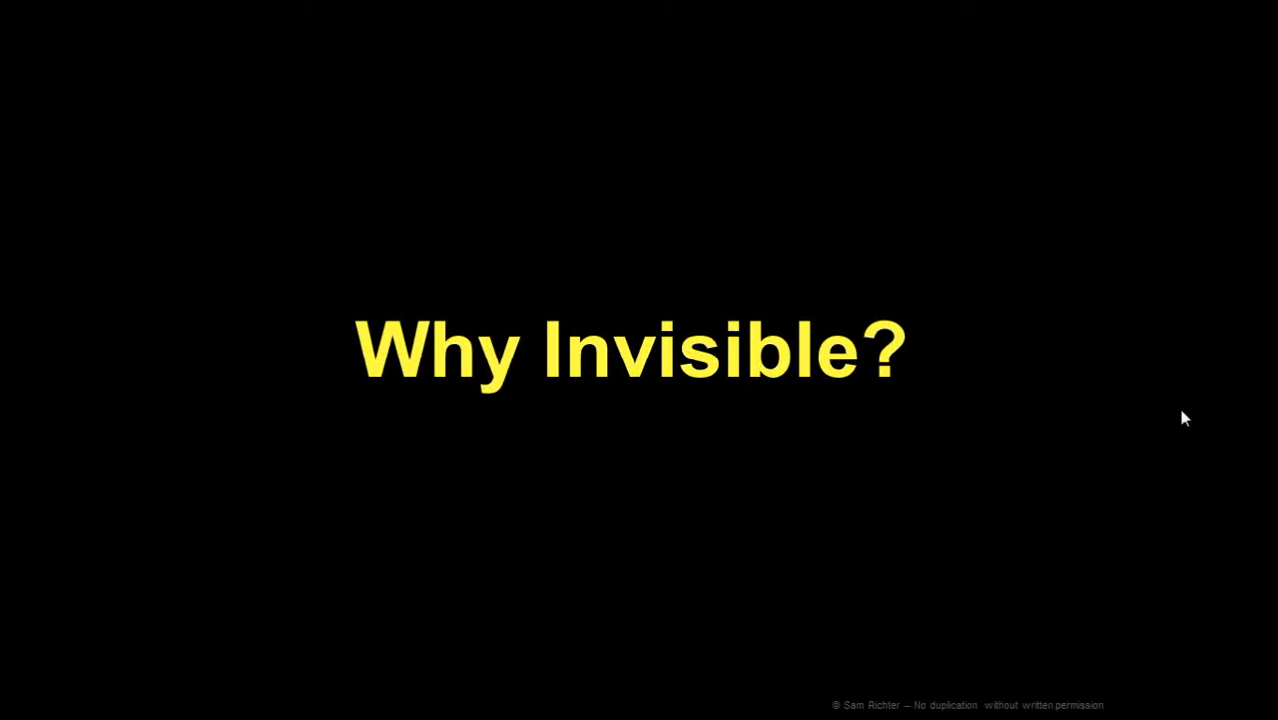 Why Invisible?
© Sam Richter – No duplication without written permission